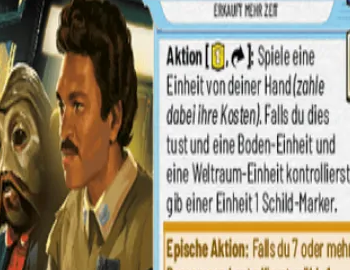 ERKAUFT MEHR ZEIT
Aktion [1, ]: Spiele eine
Einheit von deiner Hand (zahle
dabei ihre Kosten). Falls du dies
tust und eine Boden-Einheit und
eine Weltraum-Einheit kontrollierst
gib einer Einheit 1 Schild-Marker.
Epische Aktion: Falls du 7 oder mehr